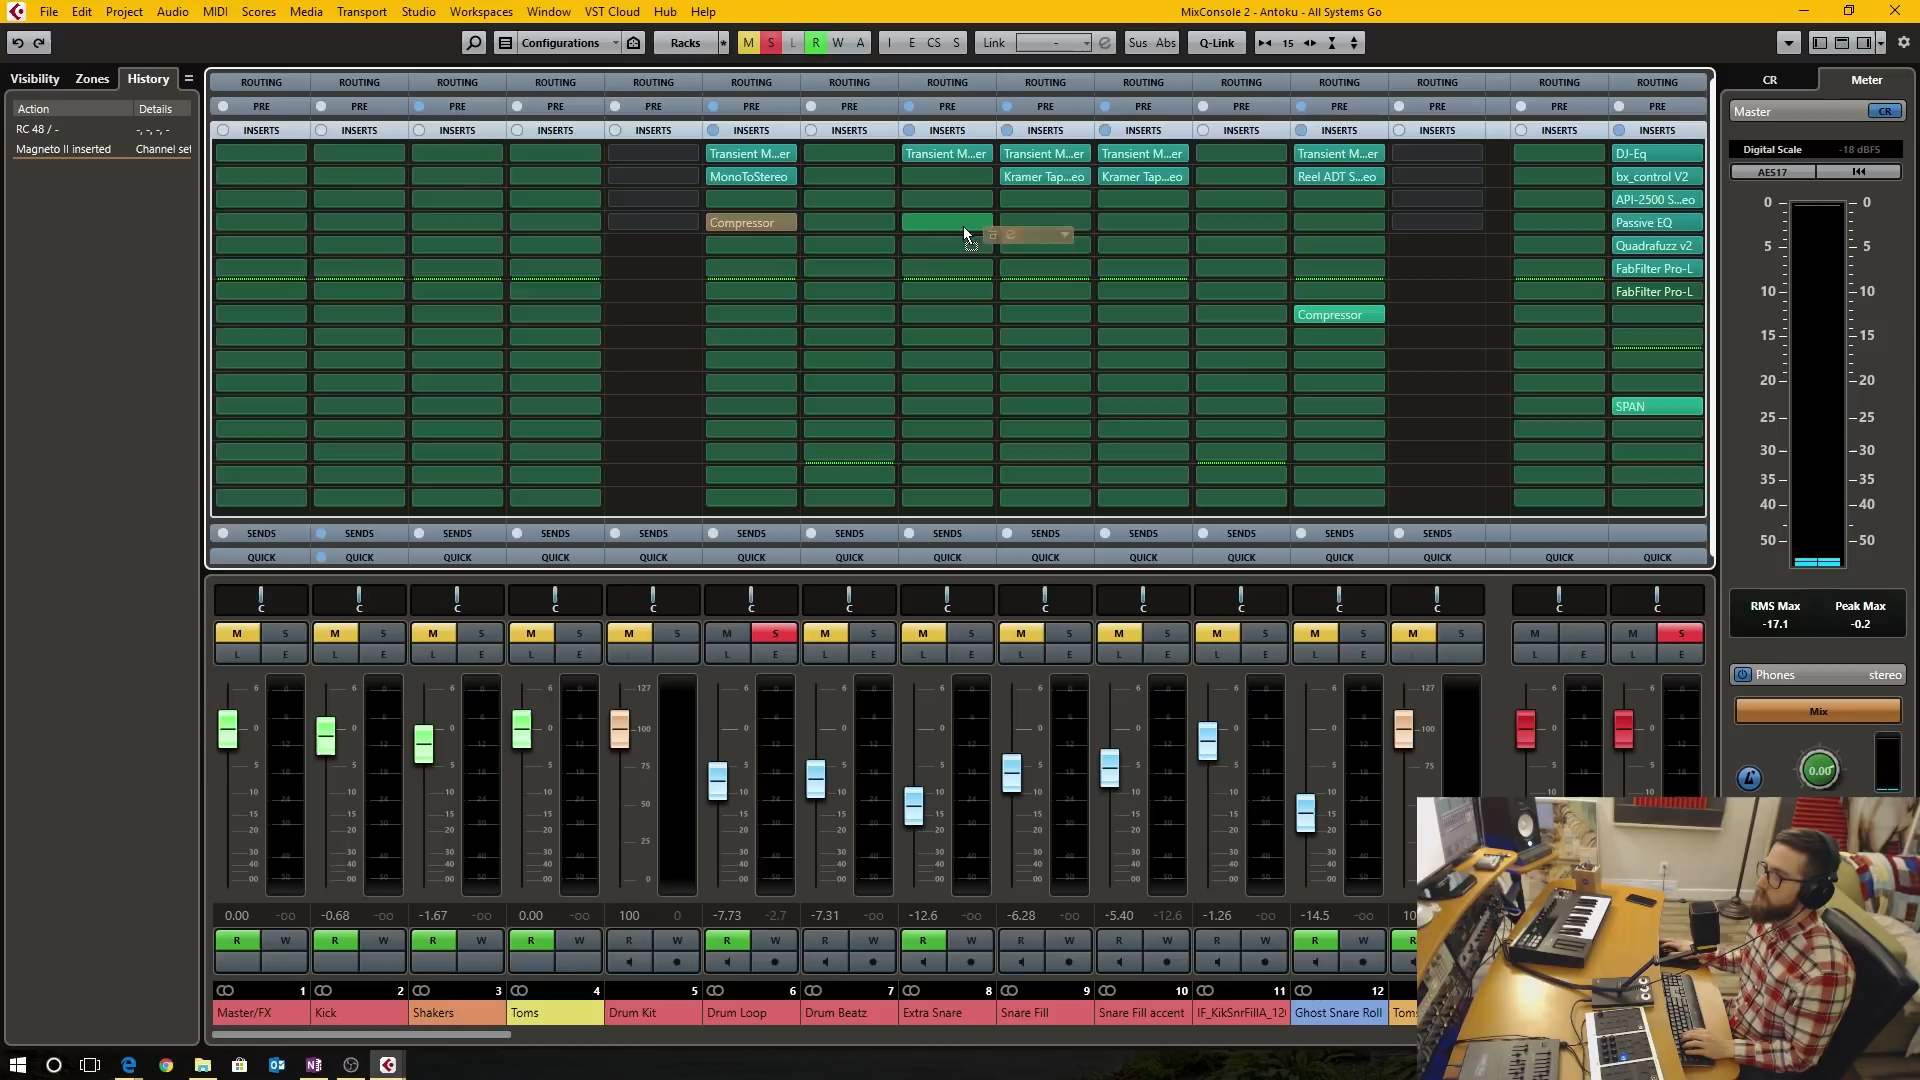 File Edit Project Audio MIDI Scores Media Transport Studio Workspaces Window VST Cloud Hub Help
MixConsole 2 - Antoku - All Systems Go
Configurations Racks M S L R W A I E CS S Link - Sus Abs Q-Link 15
Visibility Zones History
Action Details
RC 48 / - -, -, -, -
Magneto II inserted Channel set
ROUTING ROUTING ROUTING ROUTING ROUTING ROUTING ROUTING ROUTING ROUTING ROUTING ROUTING ROUTING ROUTING ROUTING ROUTING
PRE PRE PRE PRE PRE PRE PRE PRE PRE PRE PRE PRE PRE PRE PRE
INSERTS INSERTS INSERTS INSERTS INSERTS INSERTS INSERTS INSERTS INSERTS INSERTS INSERTS INSERTS INSERTS INSERTS INSERTS
Transient M...er Transient M...er Transient M...er Transient M...er Transient M...er DJ-Eq
MonoToStereo Kramer Tap...eo Kramer Tap...eo Reel ADT S...eo bx_control V2
API-2500 S...eo
Compressor Passive EQ
Quadrafuzz v2
FabFilter Pro-L
FabFilter Pro-L
Compressor
SPAN
SENDS SENDS SENDS SENDS SENDS SENDS SENDS SENDS SENDS SENDS SENDS SENDS SENDS
QUICK QUICK QUICK QUICK QUICK QUICK QUICK QUICK QUICK QUICK QUICK QUICK QUICK QUICK QUICK
C C C C C C C C C C C C C C C
M S M S M S M S M S M S M S M S M S M S M S M S M S M M S
L E L E L E L E L E L E L E L E L E L E L E L E L E
0.00 -oo -0.68 -oo -1.67 -oo 0.00 -oo 100 0 -7.73 -2.7 -7.31 -oo -12.6 -oo -6.28 -oo -5.40 -12.6 -1.26 -oo -14.5 -oo 10
R W R W R W R W R W R W R W R W R W R W R W R W R
1 2 3 4 5 6 7 8 9 10 11 12
Master/FX Kick Shakers Toms Drum Kit Drum Loop Drum Beatz Extra Snare Snare Fill Snare Fill accent IF_KikSnrFillA_12 Ghost Snare Roll Toms
CR Meter
Master CR
Digital Scale -18 dBFS
AES17
0 0
5 5
10 10
15 15
20 20
25 25
30 30
35 35
40 40
50 50
RMS Max Peak Max
-17.1 -0.2
Phones stereo
Mix
0.00